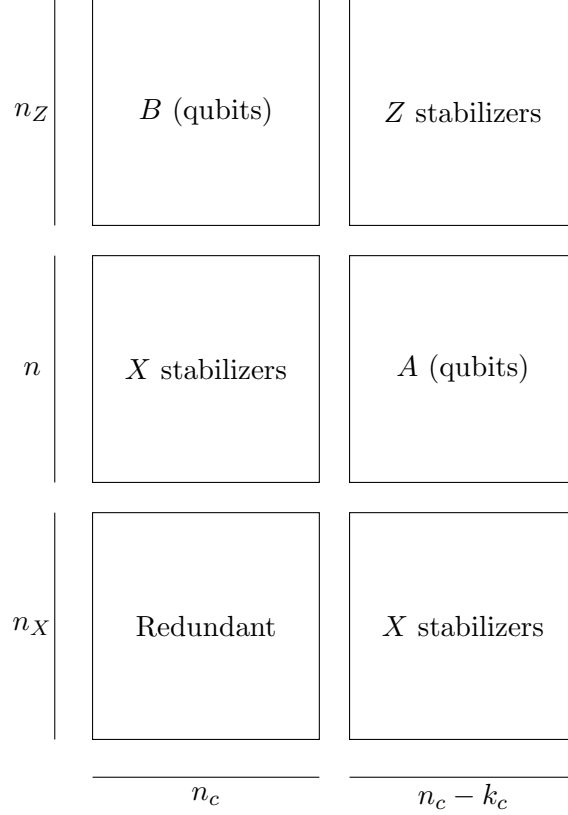 n_Z
B (qubits)
Z stabilizers
n
X stabilizers
A (qubits)
n_X
Redundant
X stabilizers
n_c
n_c − k_c